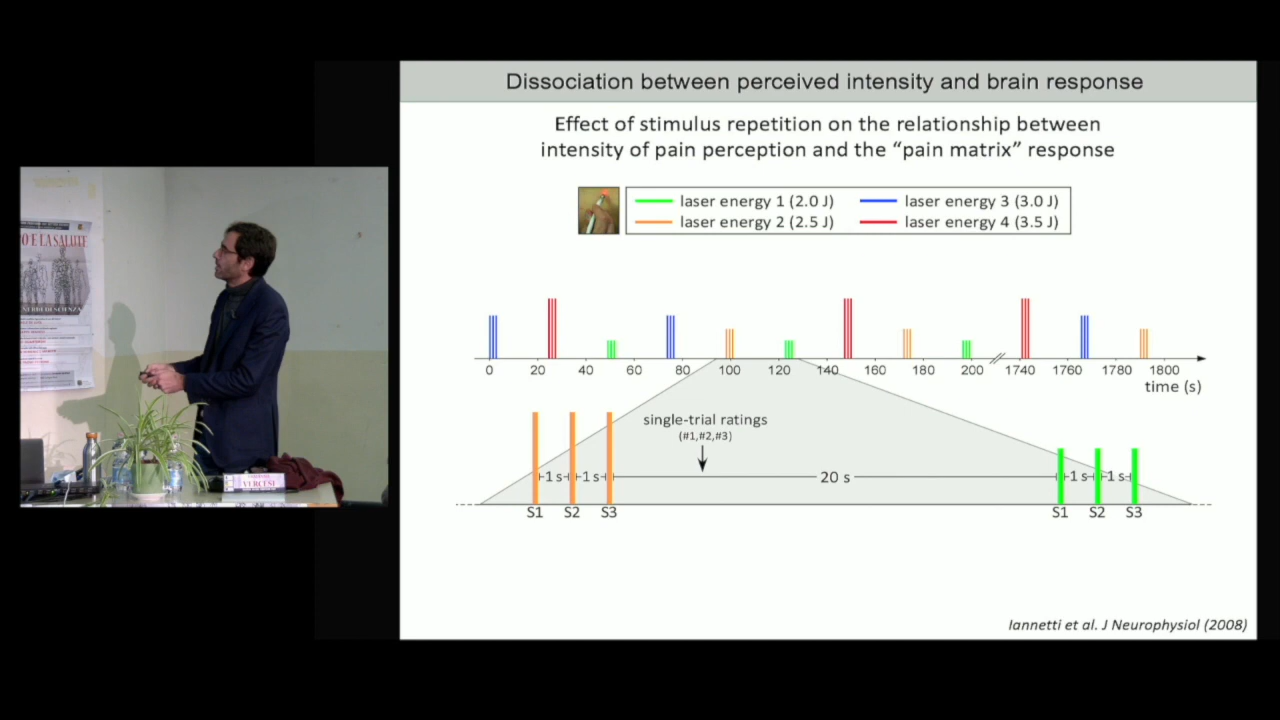 Dissociation between perceived intensity and brain response
Effect of stimulus repetition on the relationship between
intensity of pain perception and the “pain matrix” response
laser energy 1 (2.0 J)
laser energy 3 (3.0 J)
laser energy 2 (2.5 J)
laser energy 4 (3.5 J)
0 20 40 60 80 100 120 140 160 180 200 1740 1760 1780 1800
time (s)
single-trial ratings
(#1,#2,#3)
1 s 1 s 20 s 1 s 1 s
S1 S2 S3 S1 S2 S3
Iannetti et al. J Neurophysiol (2008)
O E LA SALUTE
VERCESI